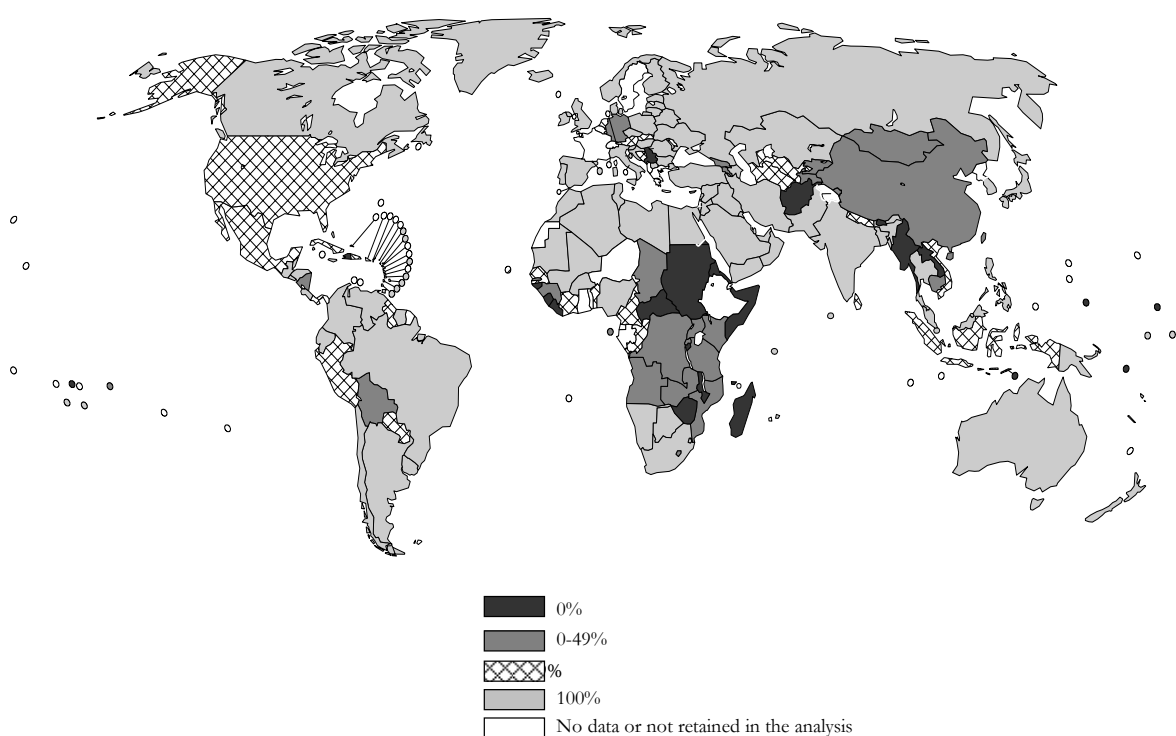 0%
0-49%
%
100%
No data or not retained in the analysis